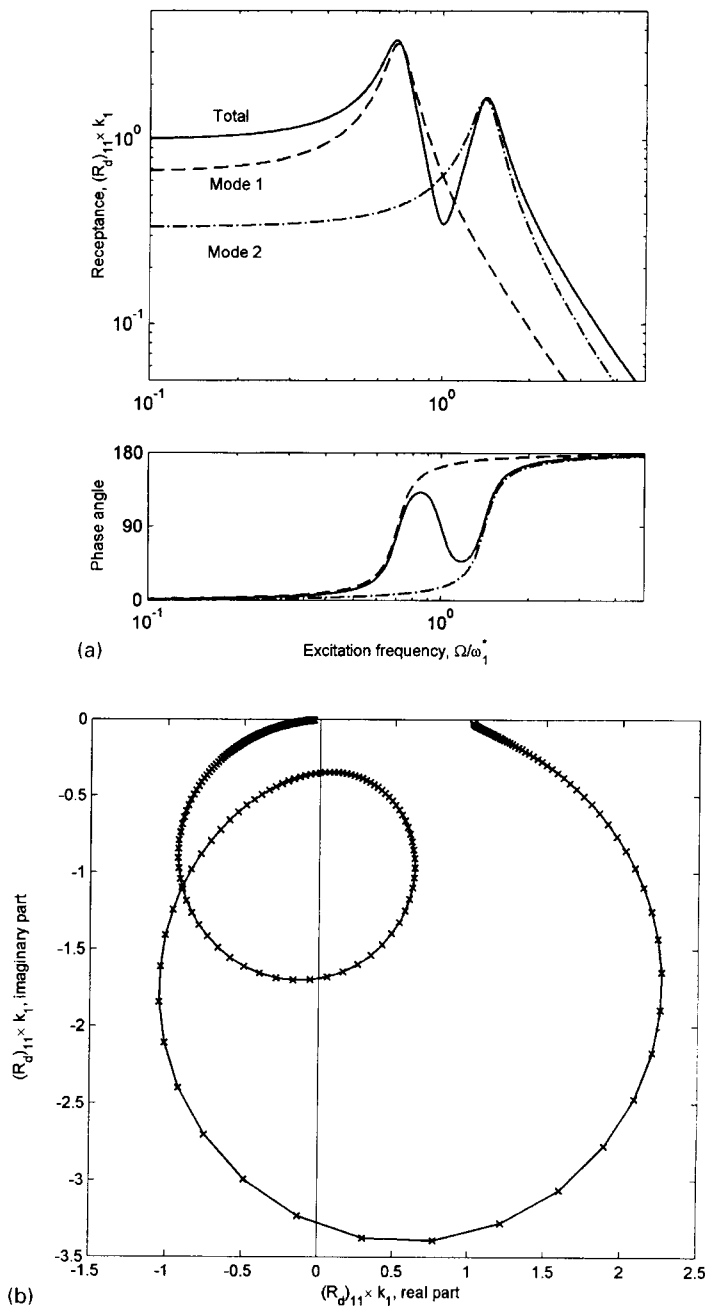 Receptance, (R_d)_11 × k_1
10^0
10^-1
Total
Mode 1
Mode 2
10^-1
10^0
Phase angle
180
90
0
10^-1
10^0
(a)
Excitation frequency, Ω/ω_1^*
(R_d)_11 × k_1, imaginary part
0
-0.5
-1
-1.5
-2
-2.5
-3
-3.5
-1.5
-1
-0.5
0
0.5
1
1.5
2
2.5
(b)
(R_d)_11 × k_1, real part